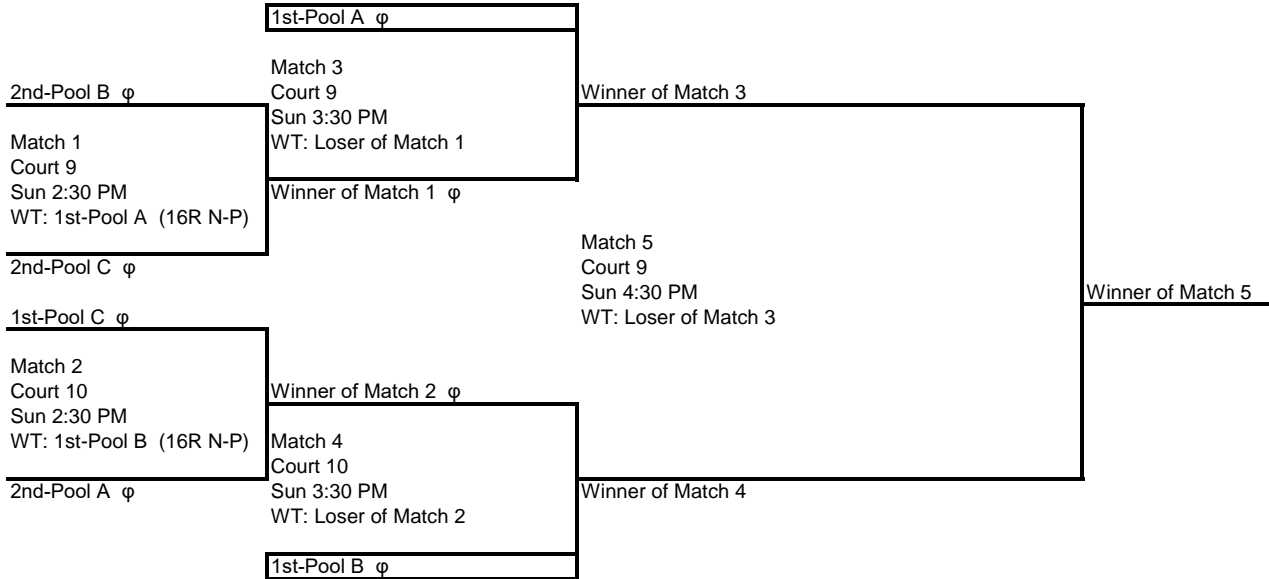 1st-Pool A φ
Match 3
Court 9
Sun 3:30 PM
WT: Loser of Match 1
2nd-Pool B φ
Match 1
Court 9
Sun 2:30 PM
WT: 1st-Pool A (16R N-P)
2nd-Pool C φ
Winner of Match 1 φ
Winner of Match 3
Match 5
Court 9
Sun 4:30 PM
WT: Loser of Match 3
Winner of Match 5
1st-Pool C φ
Match 2
Court 10
Sun 2:30 PM
WT: 1st-Pool B (16R N-P)
2nd-Pool A φ
Winner of Match 2 φ
Match 4
Court 10
Sun 3:30 PM
WT: Loser of Match 2
1st-Pool B φ
Winner of Match 4